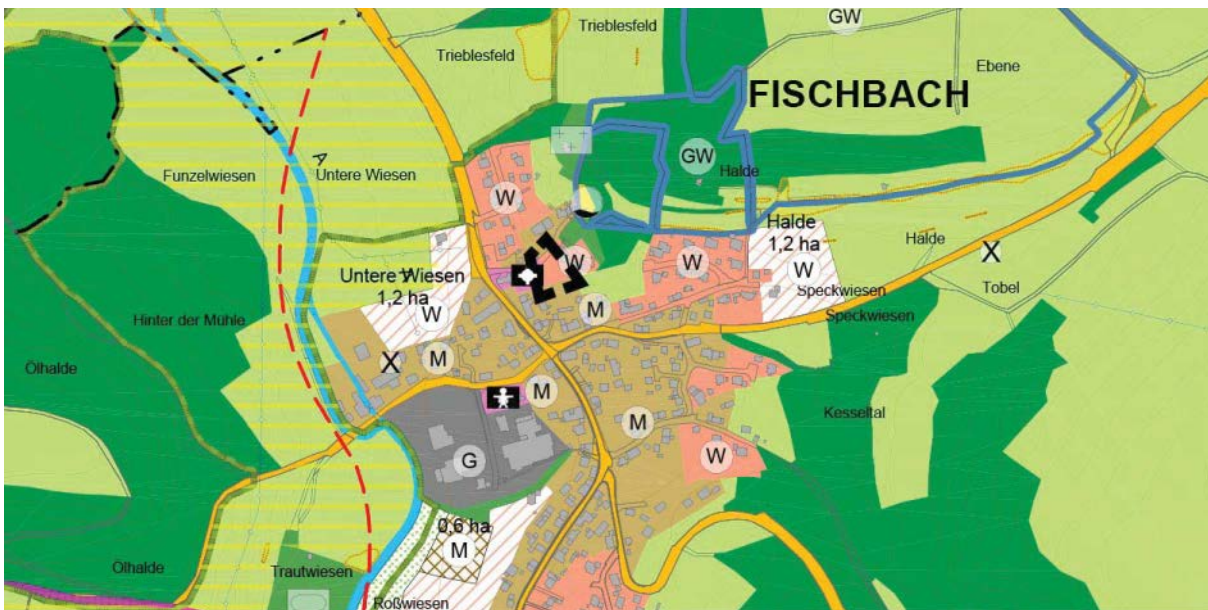 GW
Trieblesfeld
Trieblesfeld
Ebene
FISCHBACH
GW
Funzelwiesen
Untere Wiesen
A
Halde
W
Halde
1,2 ha
Untere Wiesen
1,2 ha
A
W
W
W
Halde
X
Speckwiesen
Tobel
Hinter der Mühle
W
M
Speckwiesen
Ölhalde
X
M
M
M
Kesseltal
G
W
0,6 ha
M
Ölhalde
Trautwiesen
Roßwiesen